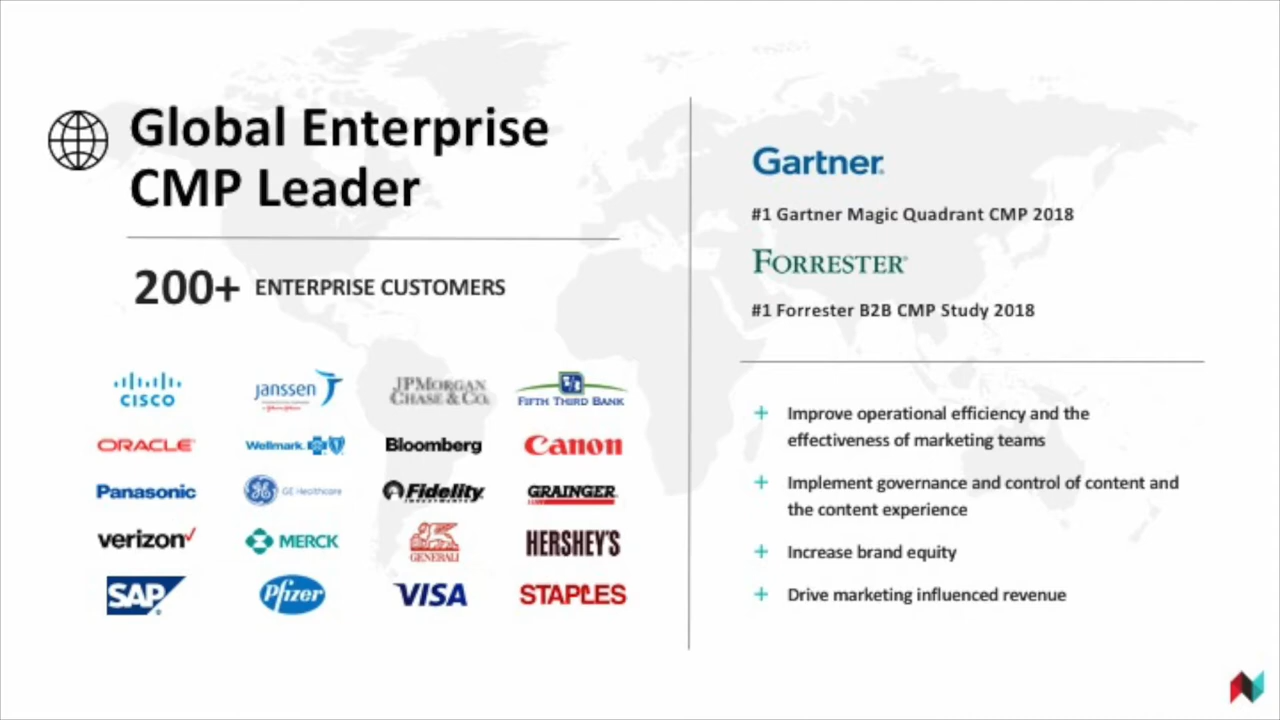 Global Enterprise
CMP Leader
200+ ENTERPRISE CUSTOMERS
CISCO
janssen
JPMORGAN
CHASE & CO.
FIFTH THIRD BANK
ORACLE
Wellmark.
Bloomberg
Canon
Panasonic
GE Healthcare
Fidelity
INVESTMENTS
GRAINGER
verizon✓
MERCK
GENERALI
HERSHEY'S
SAP
Pfizer
VISA
STAPLES
Gartner
#1 Gartner Magic Quadrant CMP 2018
FORRESTER
#1 Forrester B2B CMP Study 2018
+ Improve operational efficiency and the
effectiveness of marketing teams
+ Implement governance and control of content and
the content experience
+ Increase brand equity
+ Drive marketing influenced revenue